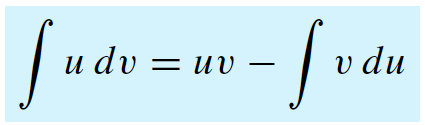 ∫ u dv = uv − ∫ v du